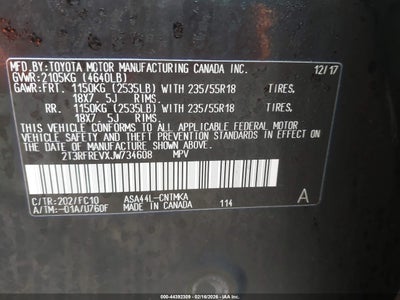 MFD.BY:TOYOTA MOTOR MANUFACTURING CANADA INC.
GVWR:2105KG (4640LB) 12/17
GAWR:FRT. 1150KG (2535LB) WITH 235/55R18 TIRES.
18X7.5J RIMS.
RR. 1150KG (2535LB) WITH 235/55R18 TIRES.
18X7.5J RIMS.
THIS VEHICLE CONFORMS TO ALL APPLICABLE FEDERAL MOTOR
VEHICLE SAFETY AND THEFT PREVENTION STANDARDS IN EFFECT ON THE
DATE OF MANUFACTURE SHOWN ABOVE.
2T3RFREVXJW734608 MPV
C/TR:202/FC10 ASA44L-CNTMKA
A/TM:-01A/U760F MADE IN CANADA 114 A
© IAA - 44392309 - 02/16/2026 - IAAI.COM